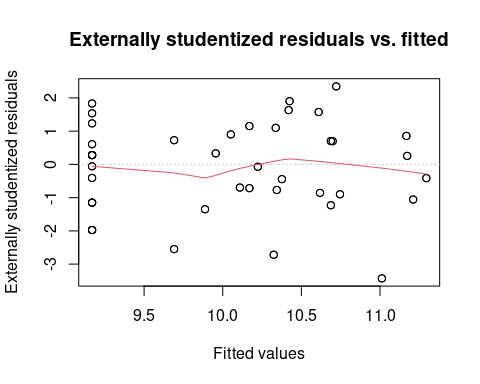 Externally studentized residuals vs. fitted
Externally studentized residuals
2
1
0
-1
-2
-3
9.5 10.0 10.5 11.0
Fitted values